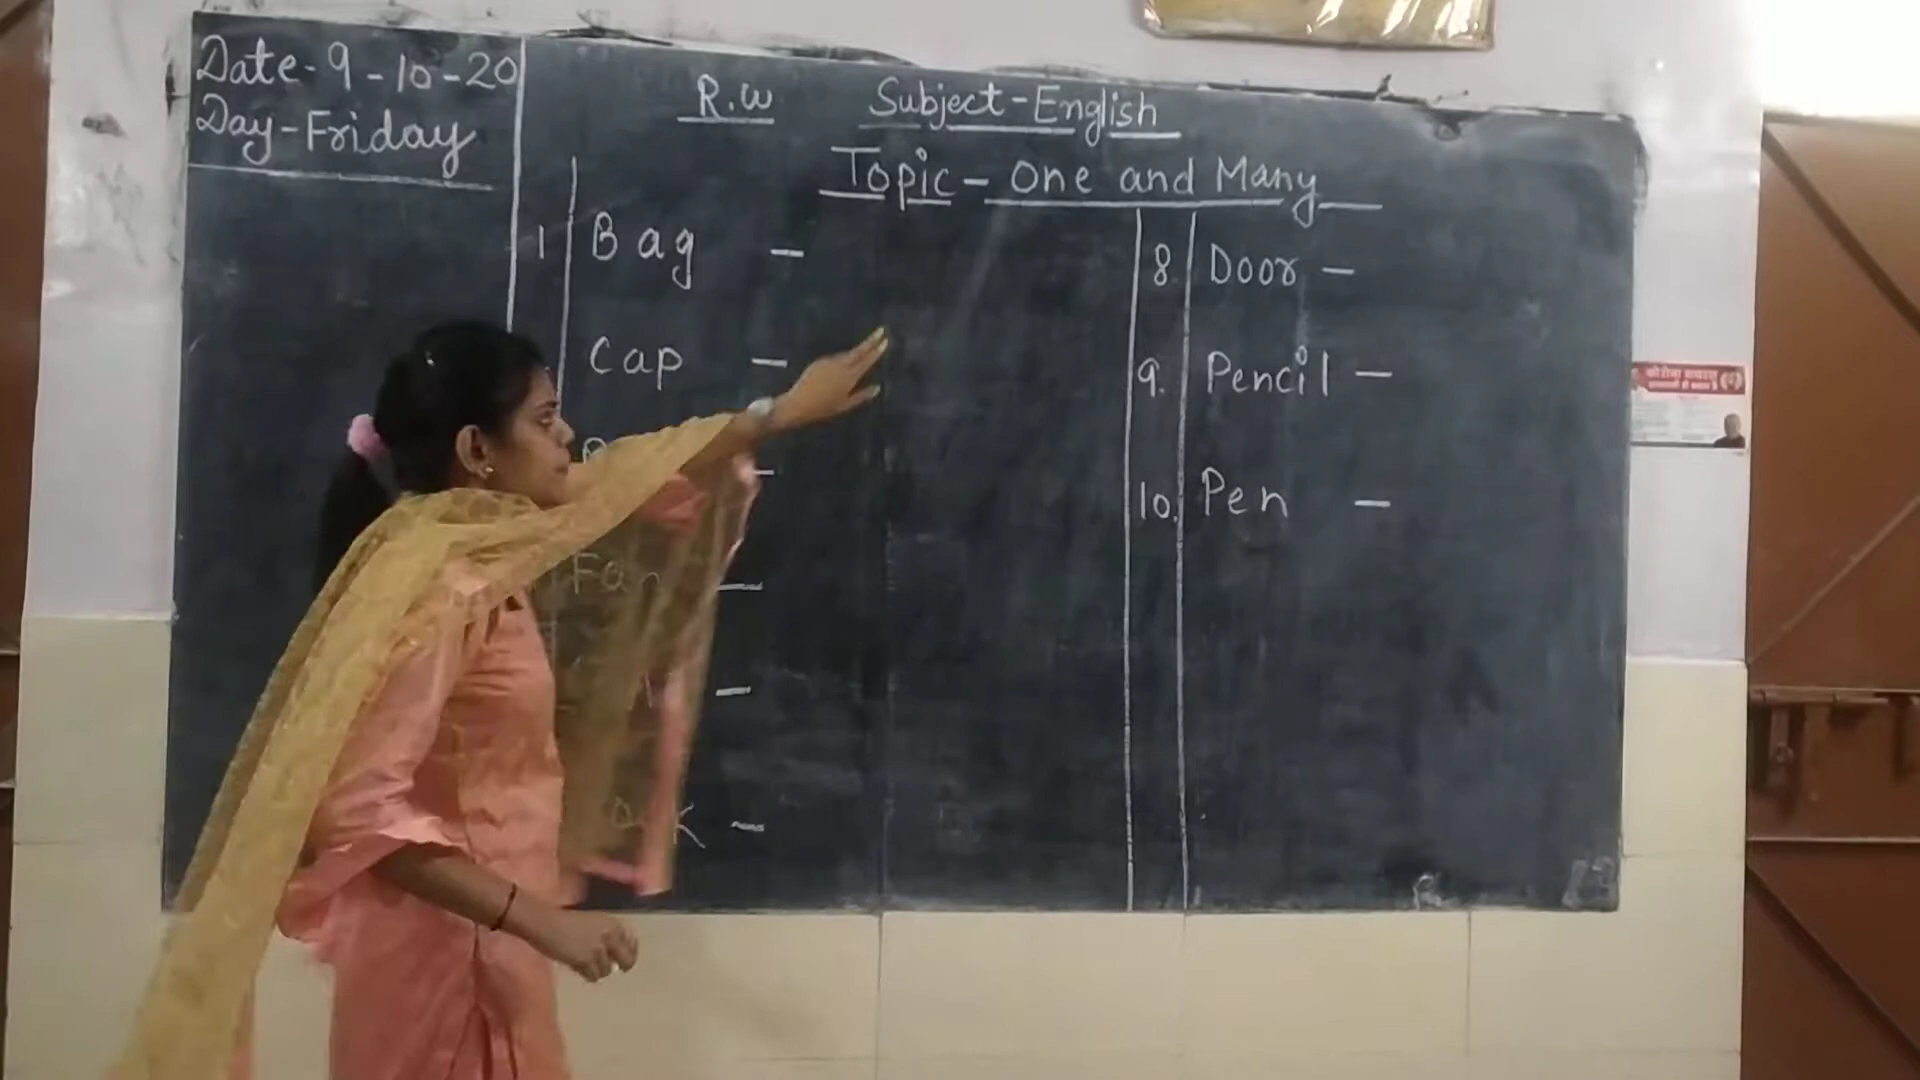 Date-9-10-20
Day-Friday
R.W
Subject-English
Topic-One and Many
1 Bag -
Cap -
Fan -
8. Door -
9. Pencil -
10. Pen -